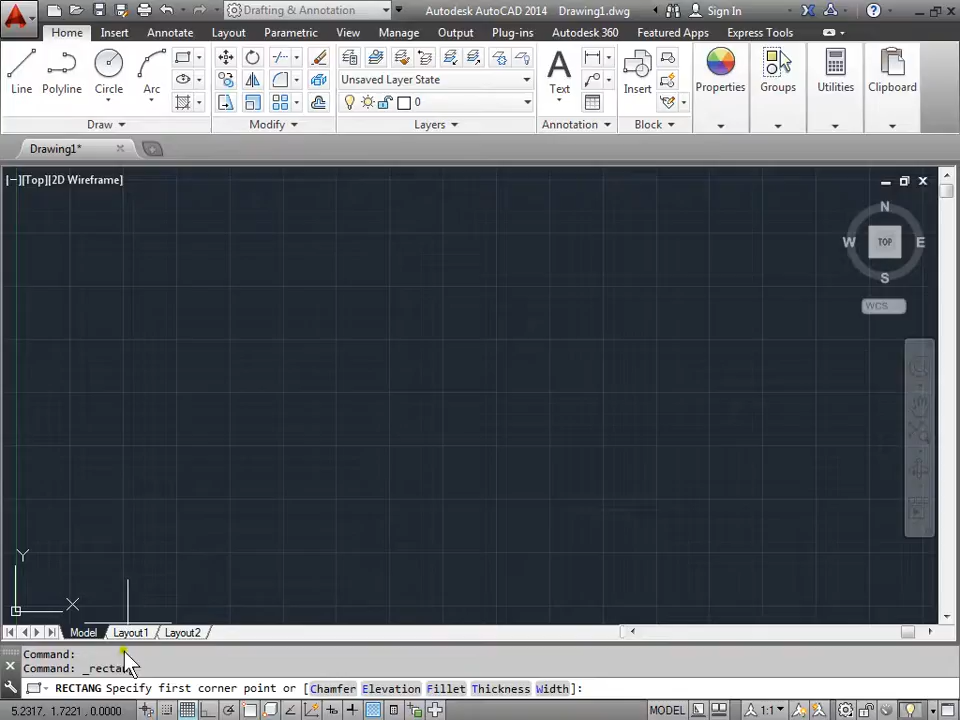 Drafting & Annotation
Autodesk AutoCAD 2014 Drawing1.dwg
Sign In
Home Insert Annotate Layout Parametric View Manage Output Plug-ins Autodesk 360 Featured Apps Express Tools
Unsaved Layer State
Line Polyline Circle Arc
0
Text Insert Properties Groups Utilities Clipboard
Draw Modify Layers Annotation Block
Drawing1*
[−][Top][2D Wireframe]
N
W TOP E
S
WCS
Y
X
Model Layout1 Layout2
Command:
Command: _rectang
RECTANG Specify first corner point or [Chamfer Elevation Fillet Thickness Width]:
5.2317, 1.7221, 0.0000 MODEL 1:1